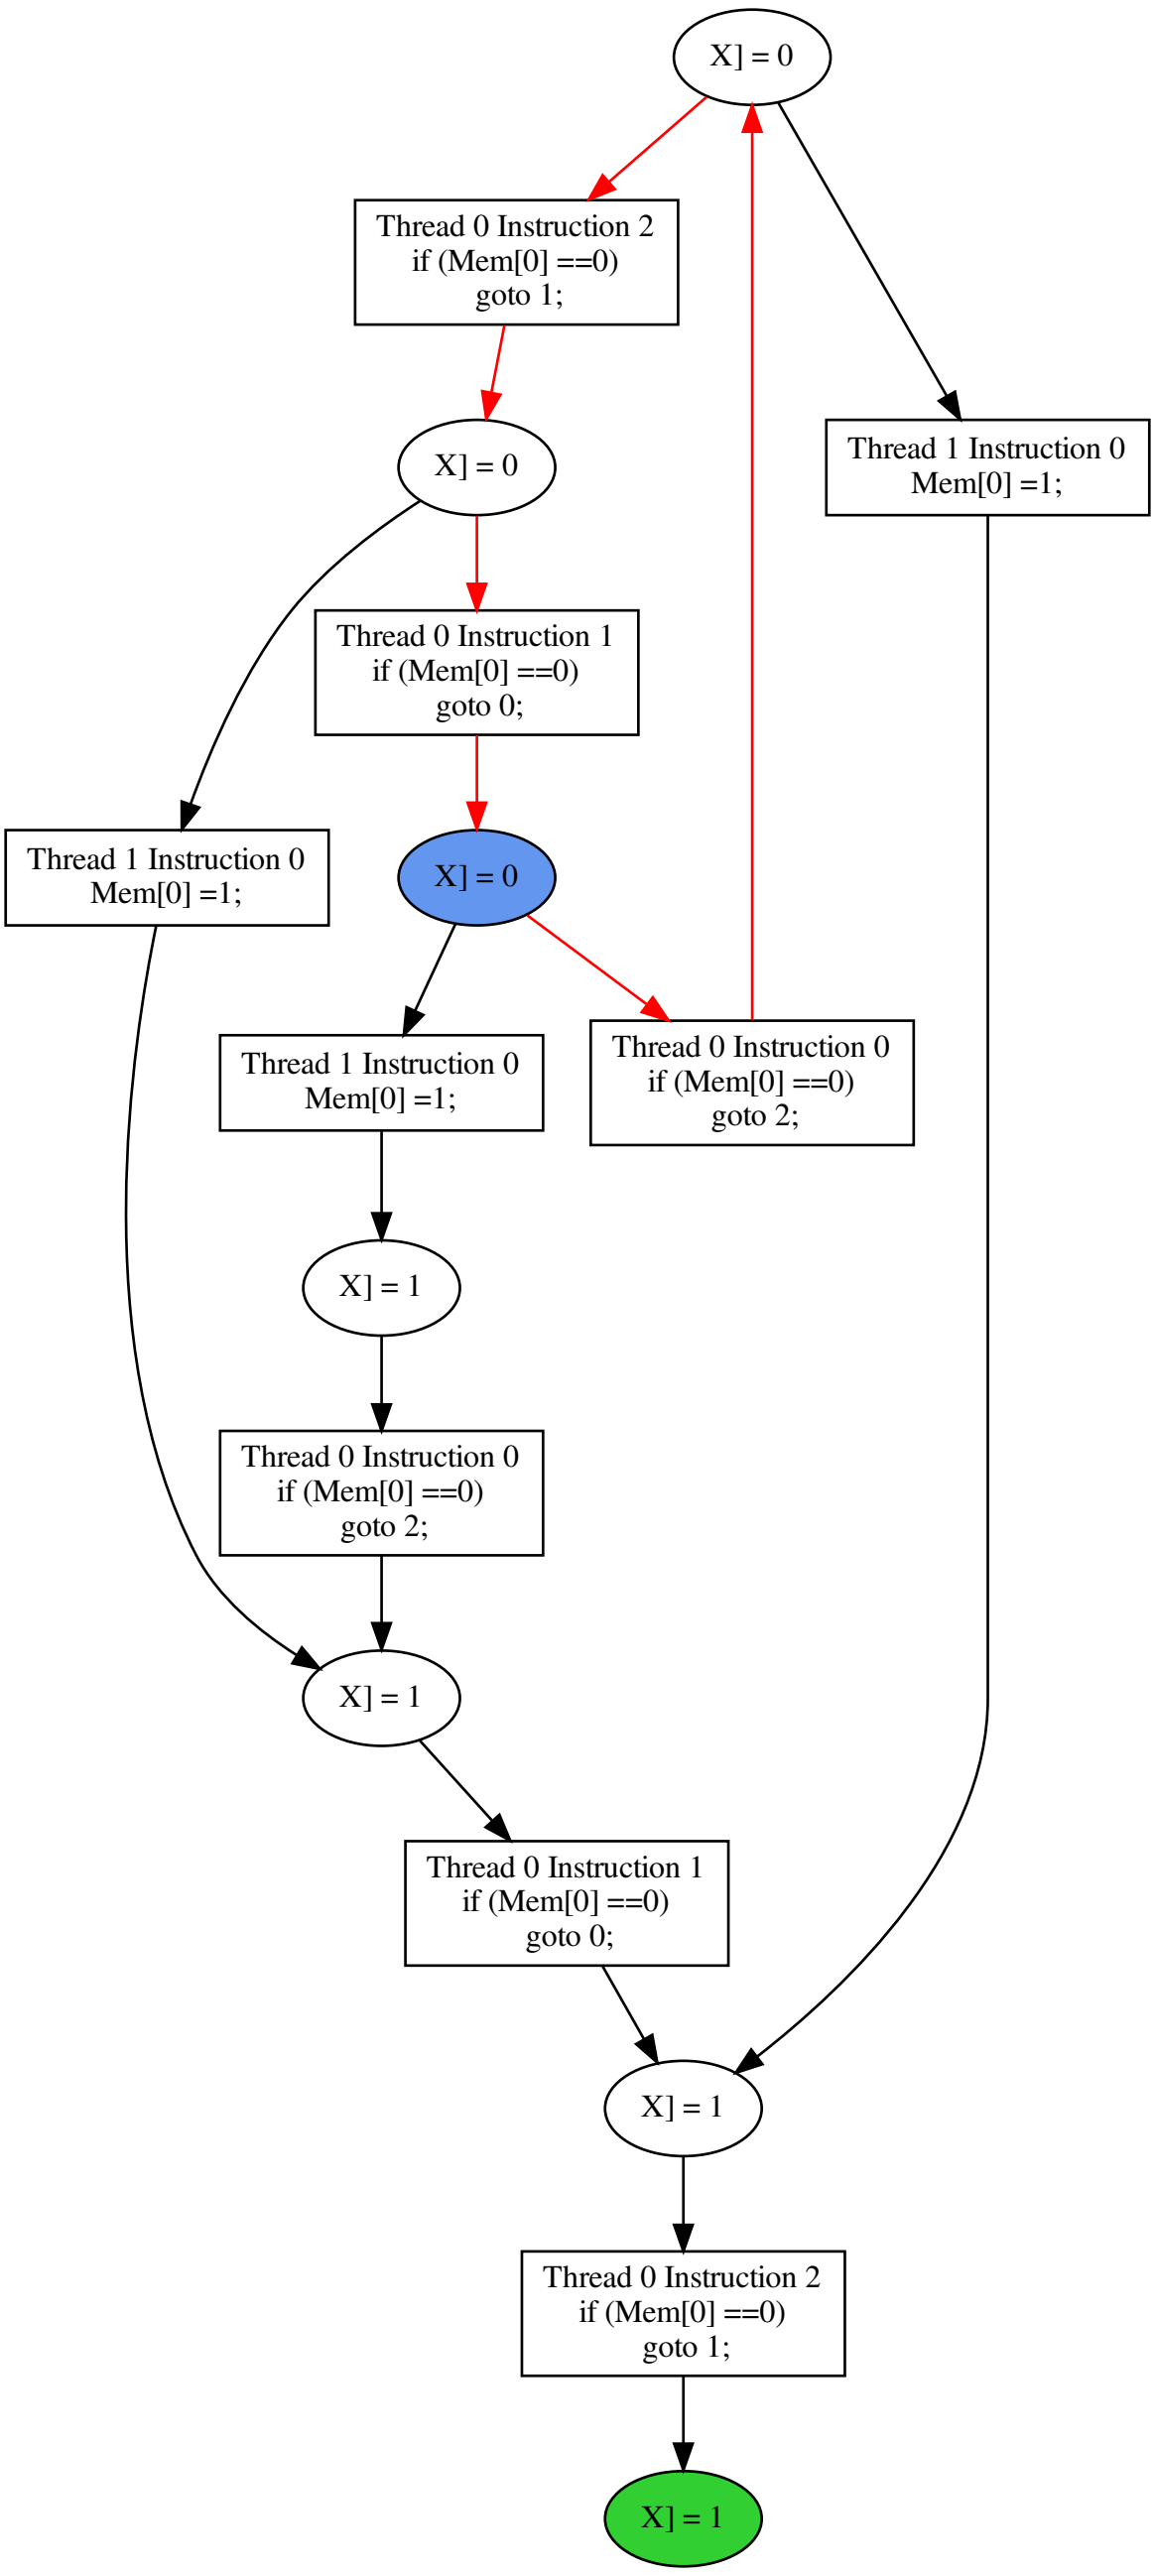 X] = 0
Thread 0 Instruction 2
if (Mem[0] ==0)
goto 1;
X] = 0
Thread 1 Instruction 0
Mem[0] =1;
Thread 0 Instruction 1
if (Mem[0] ==0)
goto 0;
Thread 1 Instruction 0
Mem[0] =1;
X] = 0
Thread 1 Instruction 0
Mem[0] =1;
Thread 0 Instruction 0
if (Mem[0] ==0)
goto 2;
X] = 1
Thread 0 Instruction 0
if (Mem[0] ==0)
goto 2;
X] = 1
Thread 0 Instruction 1
if (Mem[0] ==0)
goto 0;
X] = 1
Thread 0 Instruction 2
if (Mem[0] ==0)
goto 1;
X] = 1